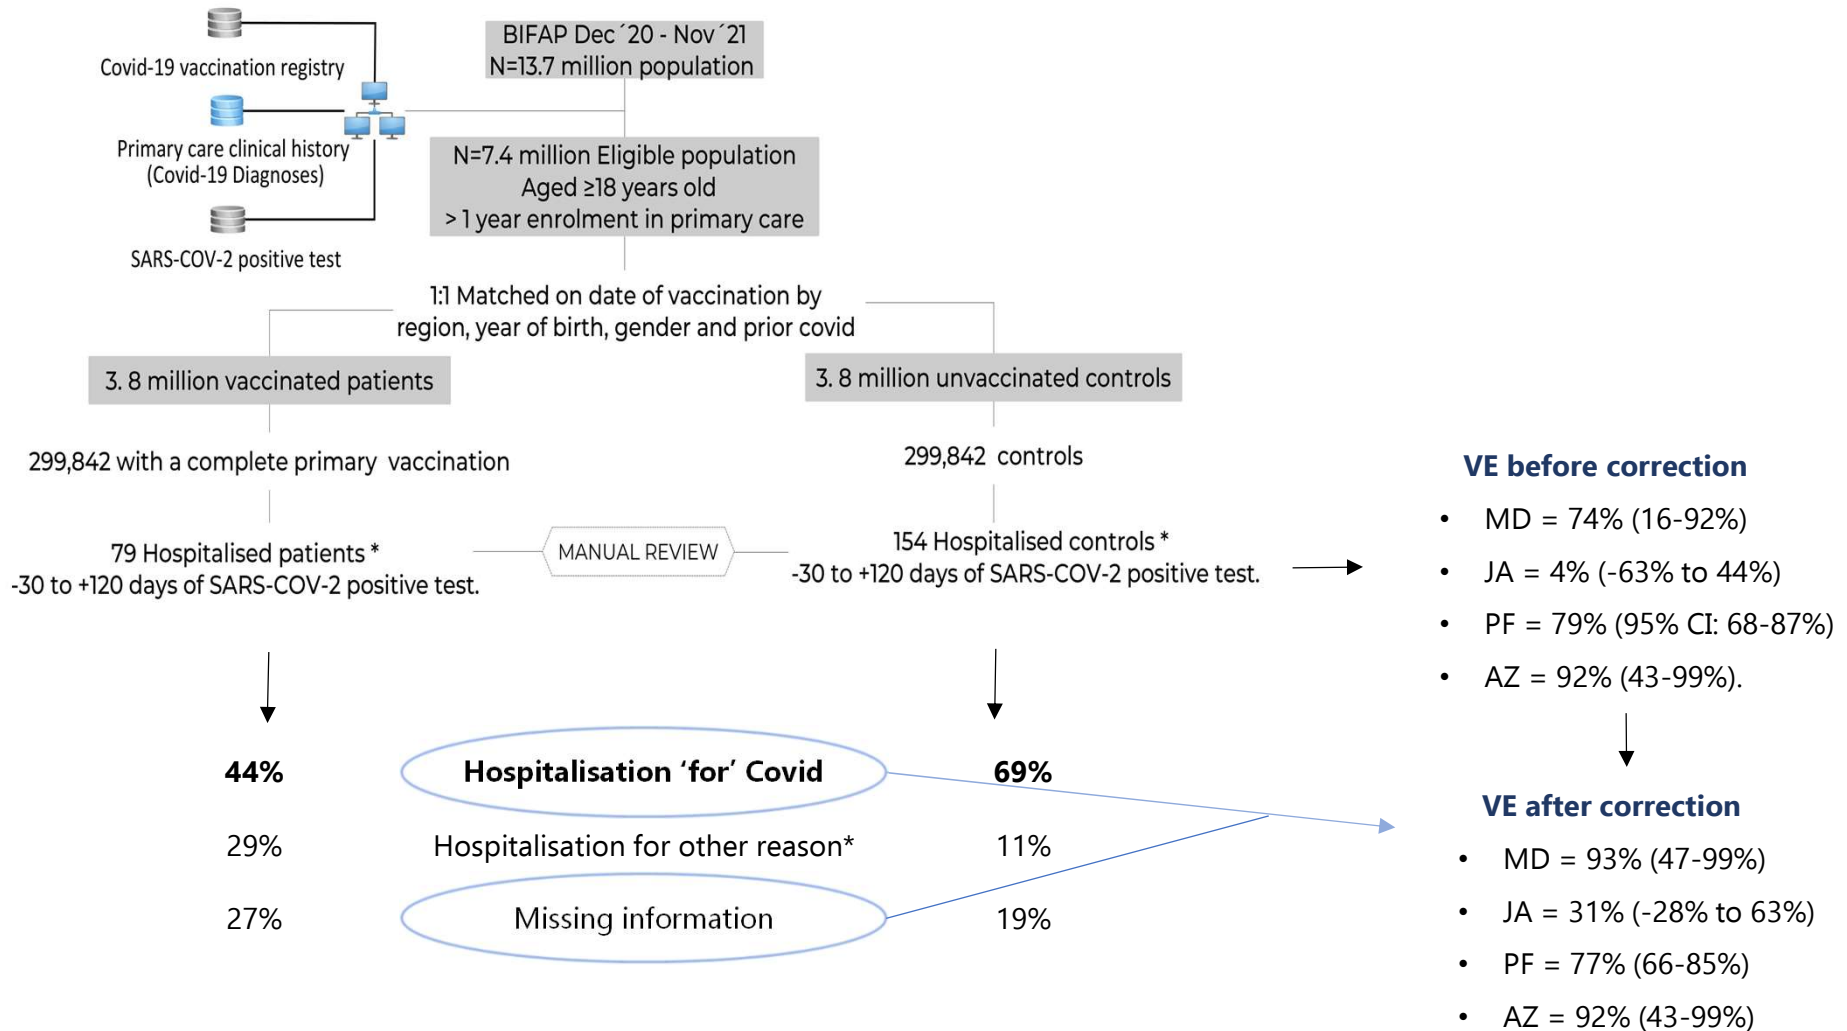 Covid-19 vaccination registry
Primary care clinical history
(Covid-19 Diagnoses)
SARS-COV-2 positive test
BIFAP Dec´20 - Nov´21
N=13.7 million population
N=7.4 million Eligible population
Aged ≥18 years old
> 1 year enrolment in primary care
1:1 Matched on date of vaccination by
region, year of birth, gender and prior covid
3. 8 million vaccinated patients
3. 8 million unvaccinated controls
299,842 with a complete primary vaccination
299,842 controls
79 Hospitalised patients *
-30 to +120 days of SARS-COV-2 positive test.
MANUAL REVIEW
154 Hospitalised controls *
-30 to +120 days of SARS-COV-2 positive test.
44% Hospitalisation ‘for’ Covid 69%
29% Hospitalisation for other reason* 11%
27% Missing information 19%
VE before correction
• MD = 74% (16-92%)
• JA = 4% (-63% to 44%)
• PF = 79% (95% CI: 68-87%)
• AZ = 92% (43-99%).
VE after correction
• MD = 93% (47-99%)
• JA = 31% (-28% to 63%)
• PF = 77% (66-85%)
• AZ = 92% (43-99%)